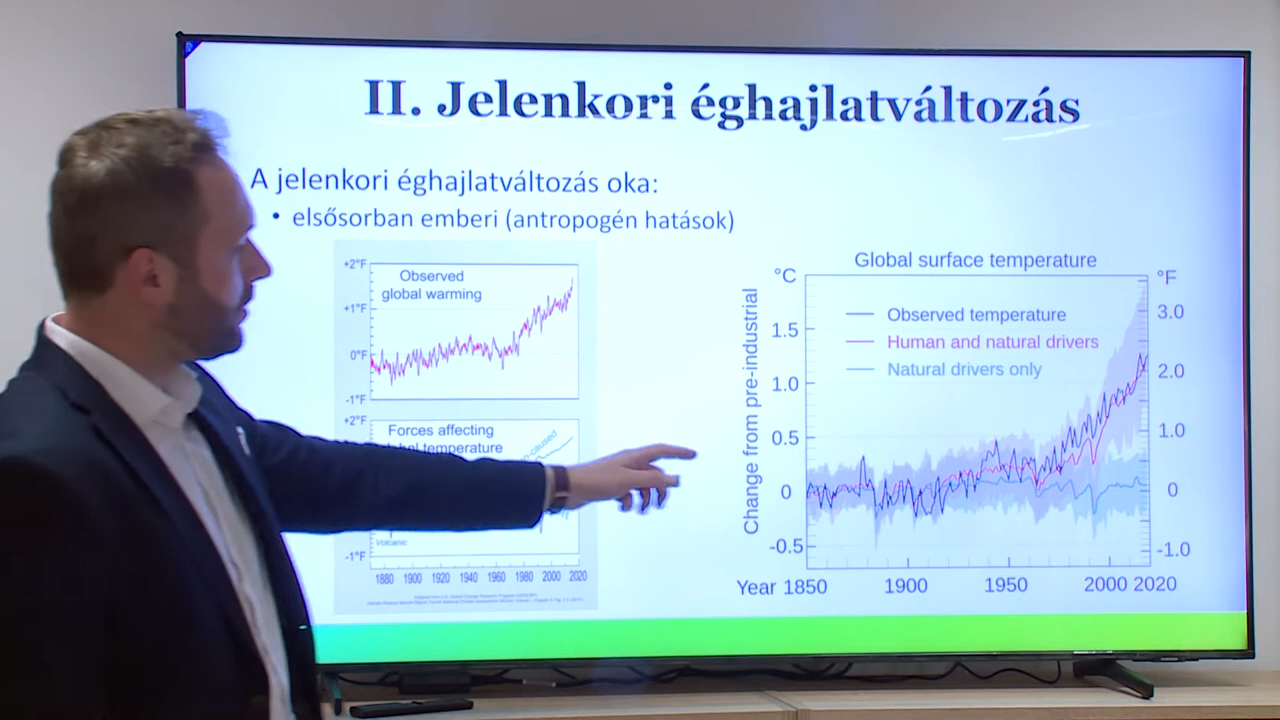 II. Jelenkori éghajlatváltozás
A jelenkori éghajlatváltozás oka:
• elsősorban emberi (antropogén hatások)
+2°F
Observed
global warming
+1°F
0°F
-1°F
+2°F
Forces affecting
temperature
Volcanic
-1°F
1880 1900 1920 1940 1960 1980 2000 2020
Global surface temperature
°C
°F
Observed temperature
Human and natural drivers
Natural drivers only
Change from pre-industrial
1.5
1.0
0.5
0
-0.5
3.0
2.0
1.0
0
-1.0
Year 1850 1900 1950 2000 2020